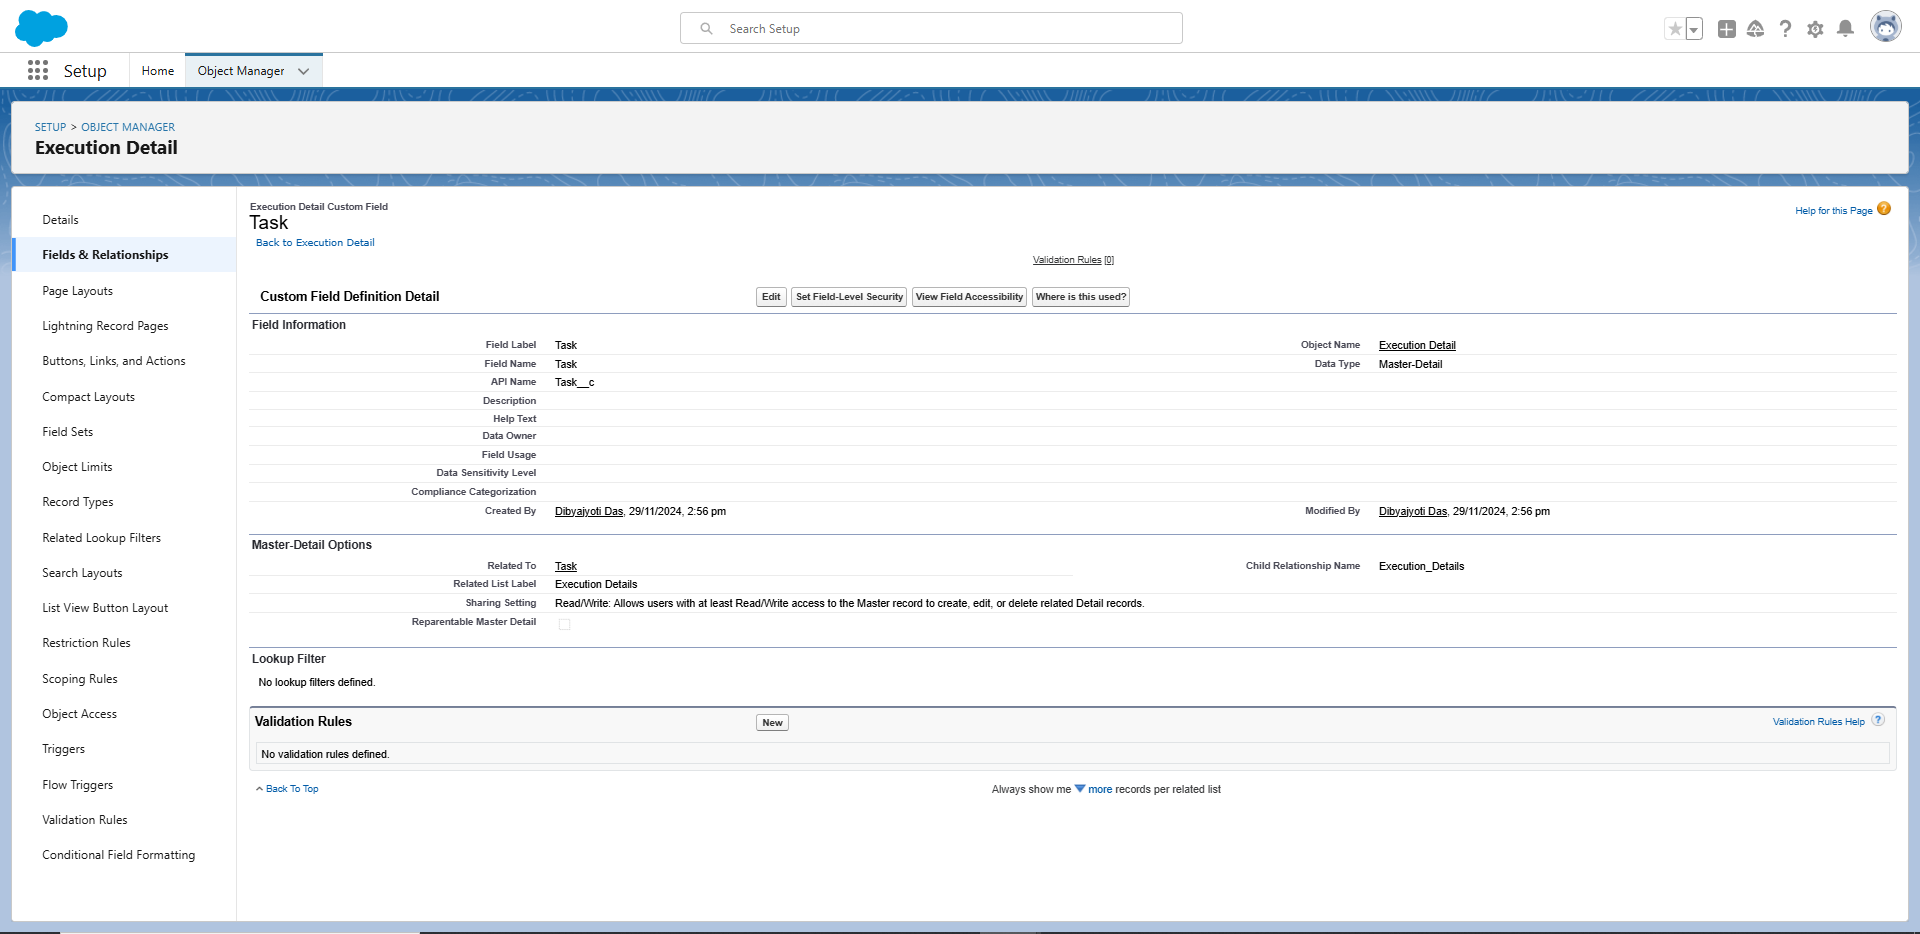 Search Setup
Setup
Home
Object Manager
SETUP > OBJECT MANAGER
Execution Detail
Details
Fields & Relationships
Page Layouts
Lightning Record Pages
Buttons, Links, and Actions
Compact Layouts
Field Sets
Object Limits
Record Types
Related Lookup Filters
Search Layouts
List View Button Layout
Restriction Rules
Scoping Rules
Object Access
Triggers
Flow Triggers
Validation Rules
Conditional Field Formatting
Execution Detail Custom Field
Task
Back to Execution Detail
Help for this Page ?
Validation Rules [0]
Custom Field Definition Detail
Edit
Set Field-Level Security
View Field Accessibility
Where is this used?
Field Information
Field Label Task Object Name Execution Detail
Field Name Task Data Type Master-Detail
API Name Task__c
Description
Help Text
Data Owner
Field Usage
Data Sensitivity Level
Compliance Categorization
Created By Dibyajyoti Das, 29/11/2024, 2:56 pm Modified By Dibyajyoti Das, 29/11/2024, 2:56 pm
Master-Detail Options
Related To Task Child Relationship Name Execution_Details
Related List Label Execution Details
Sharing Setting Read/Write: Allows users with at least Read/Write access to the Master record to create, edit, or delete related Detail records.
Reparentable Master Detail
Lookup Filter
No lookup filters defined.
Validation Rules
New
Validation Rules Help ?
No validation rules defined.
Back To Top
Always show me more records per related list